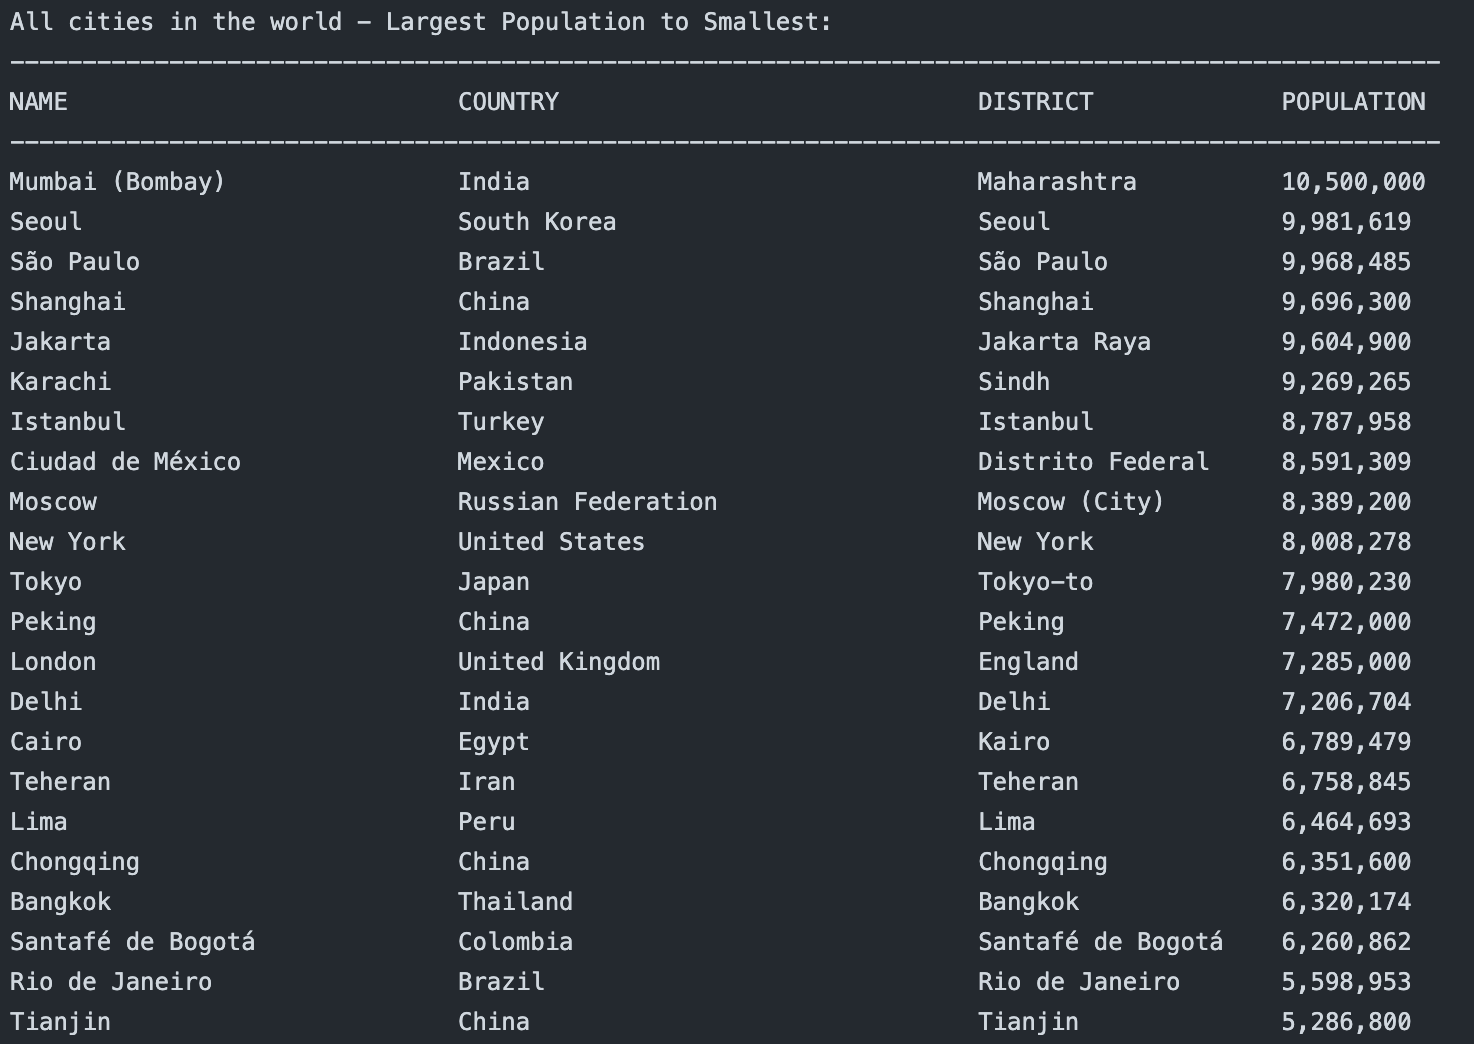 All cities in the world - Largest Population to Smallest:
---------------------------------------------------------------------------------------------------
NAME                           COUNTRY                             DISTRICT             POPULATION
---------------------------------------------------------------------------------------------------
Mumbai (Bombay)                India                               Maharashtra          10,500,000
Seoul                          South Korea                         Seoul                9,981,619
São Paulo                      Brazil                              São Paulo            9,968,485
Shanghai                       China                               Shanghai             9,696,300
Jakarta                        Indonesia                           Jakarta Raya         9,604,900
Karachi                        Pakistan                            Sindh                9,269,265
Istanbul                       Turkey                              Istanbul             8,787,958
Ciudad de México               Mexico                              Distrito Federal     8,591,309
Moscow                         Russian Federation                  Moscow (City)        8,389,200
New York                       United States                       New York             8,008,278
Tokyo                          Japan                               Tokyo-to             7,980,230
Peking                         China                               Peking               7,472,000
London                         United Kingdom                      England              7,285,000
Delhi                          India                               Delhi                7,206,704
Cairo                          Egypt                               Kairo                6,789,479
Teheran                        Iran                                Teheran              6,758,845
Lima                           Peru                                Lima                 6,464,693
Chongqing                      China                               Chongqing            6,351,600
Bangkok                        Thailand                            Bangkok              6,320,174
Santafé de Bogotá              Colombia                            Santafé de Bogotá    6,260,862
Rio de Janeiro                 Brazil                              Rio de Janeiro       5,598,953
Tianjin                        China                               Tianjin              5,286,800